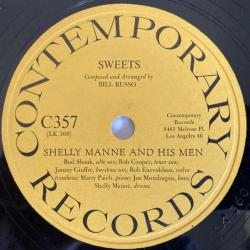 CONTEMPORARY
RECORDS
SWEETS
Composed and Arranged by
BILL RUSSO
C357
(LK 200)
Contemporary
Records
8481 Melrose Pl.
Los Angeles 46
SHELLY MANNE AND HIS MEN
Bud Shank, alto sax; Bob Cooper, tenor sax;
Jimmy Giuffre, baritone sax; Bob Enevoldsen, valve
trombone; Marty Paich, piano; Joe Mondragon, bass;
Shelly Manne, drums.